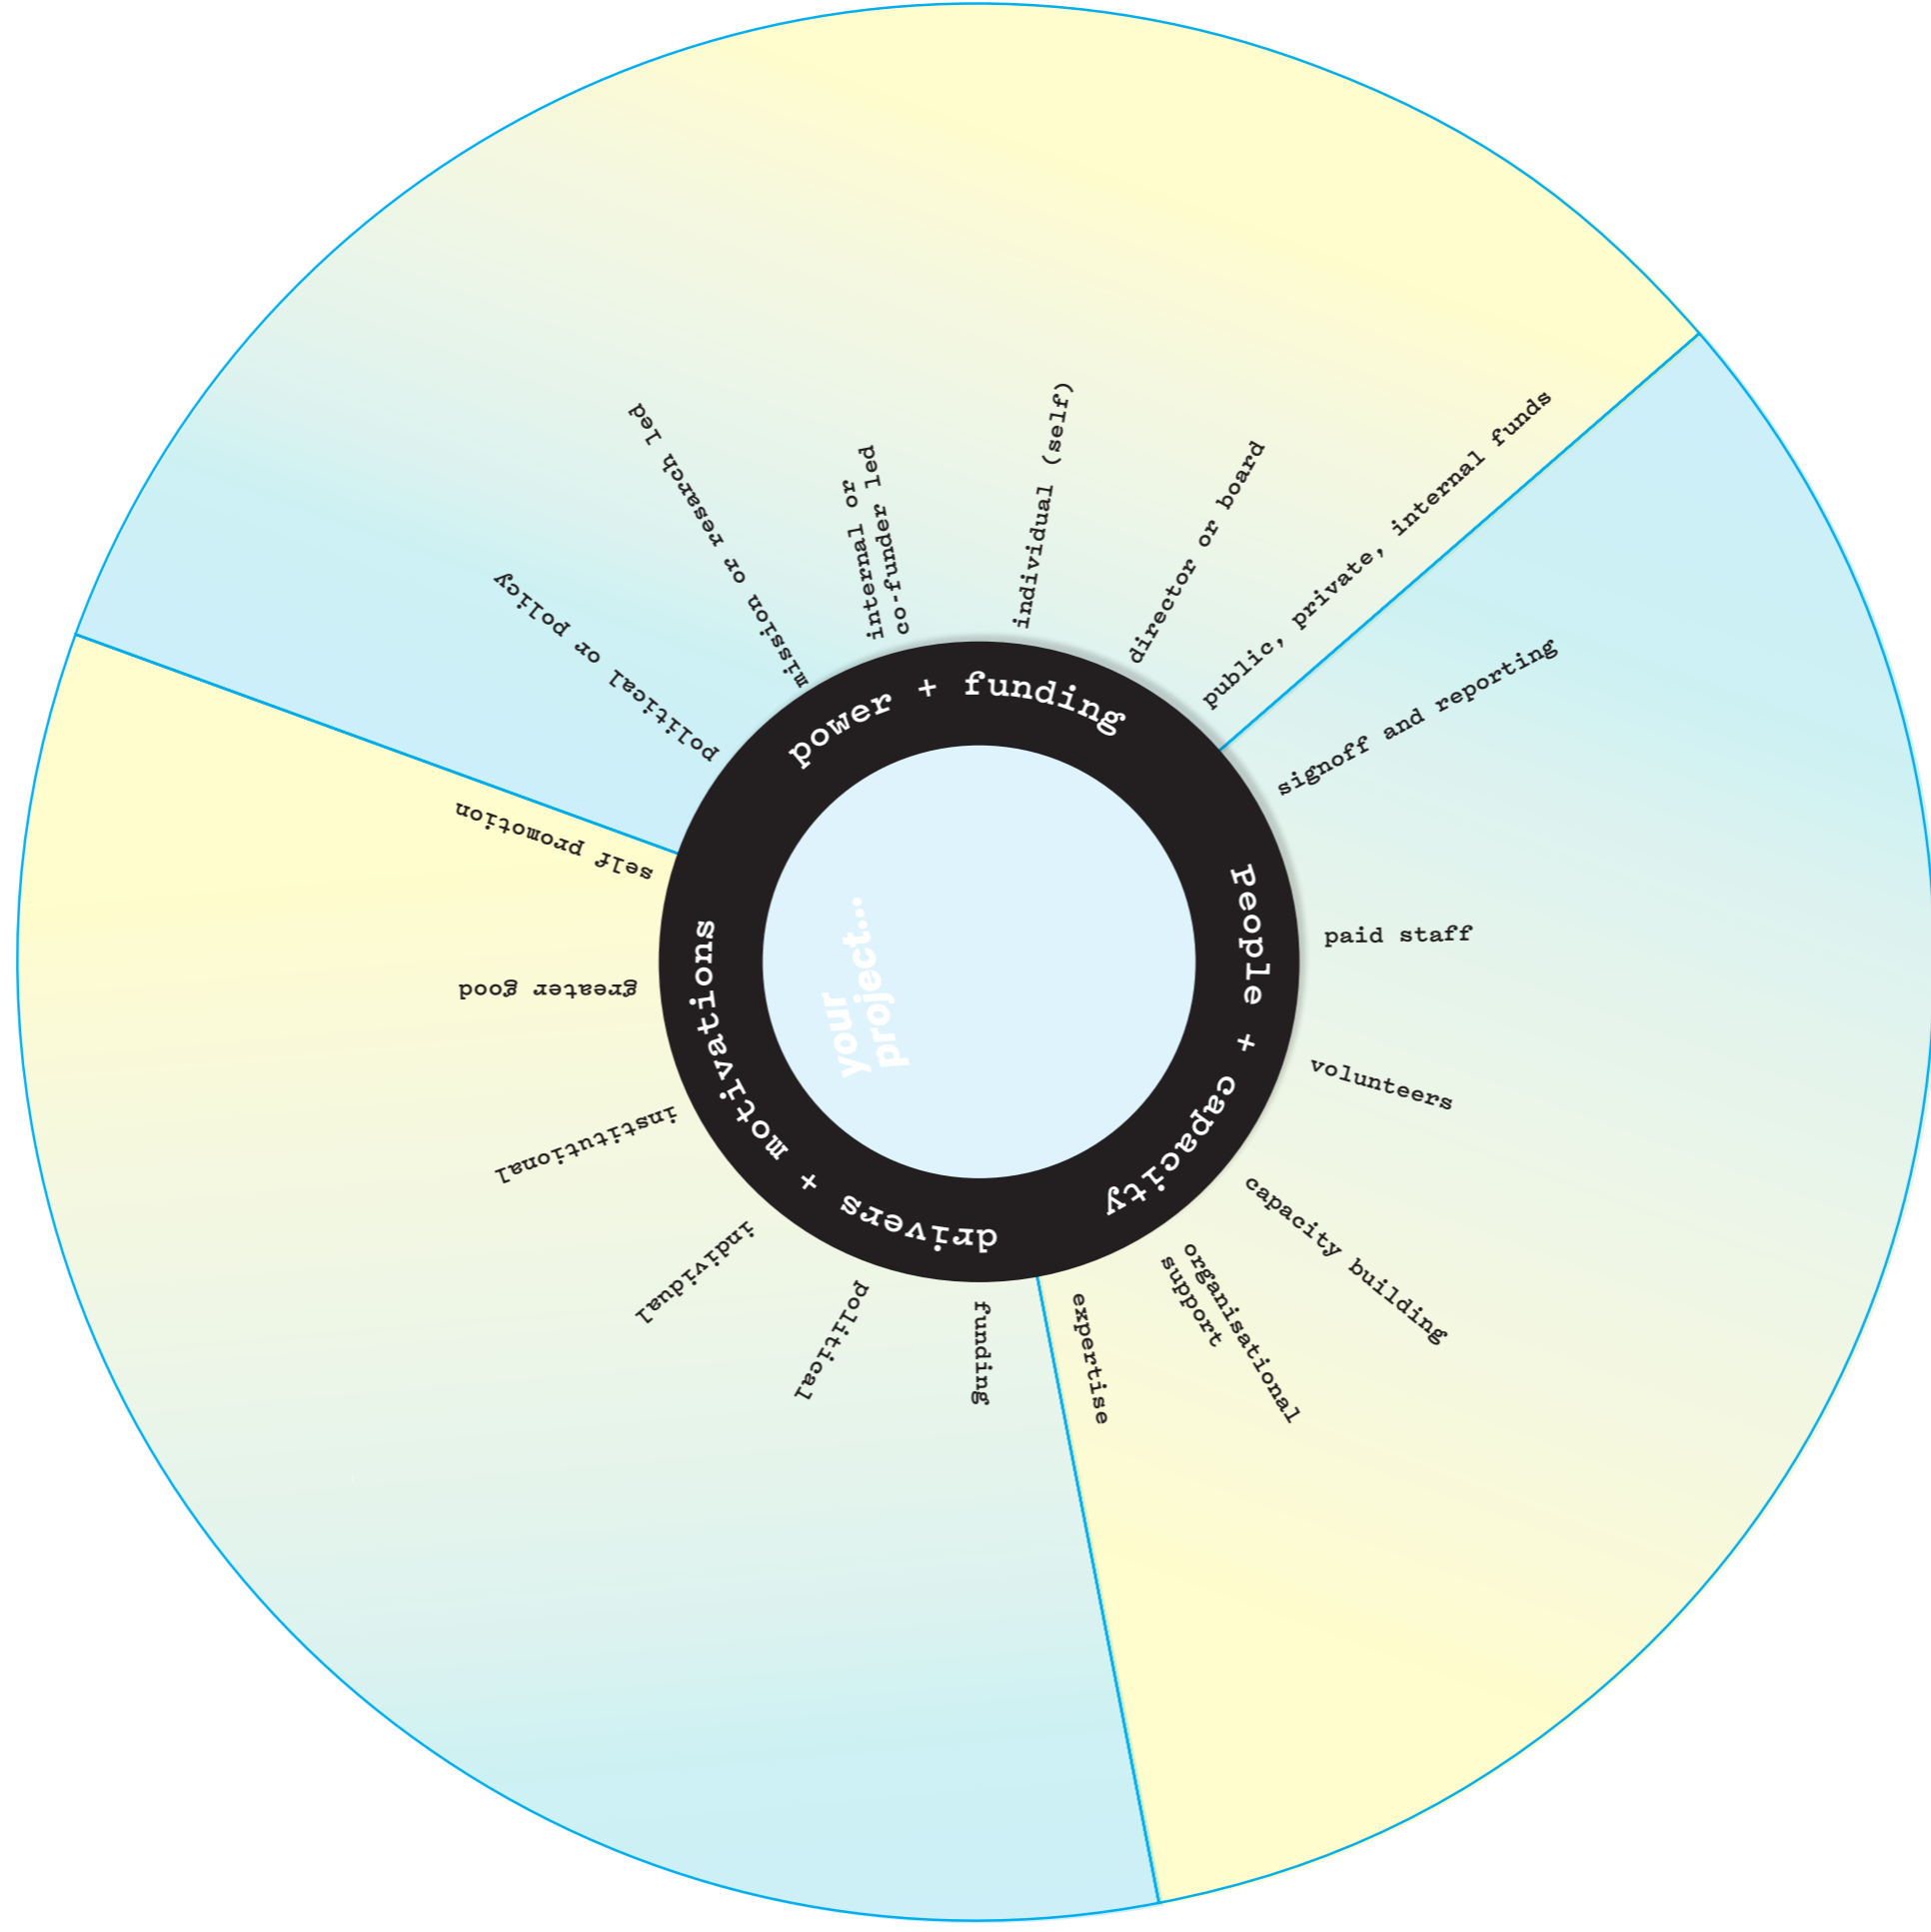 your
project...
power + funding
political or policy
mission or research led
internal or
co-funder led
individual (self)
director or board
public, private, internal funds
People + capacity
signoff and reporting
paid staff
volunteers
capacity building
organisational
support
expertise
drivers + motivations
funding
political
individual
institutional
greater good
self promotion